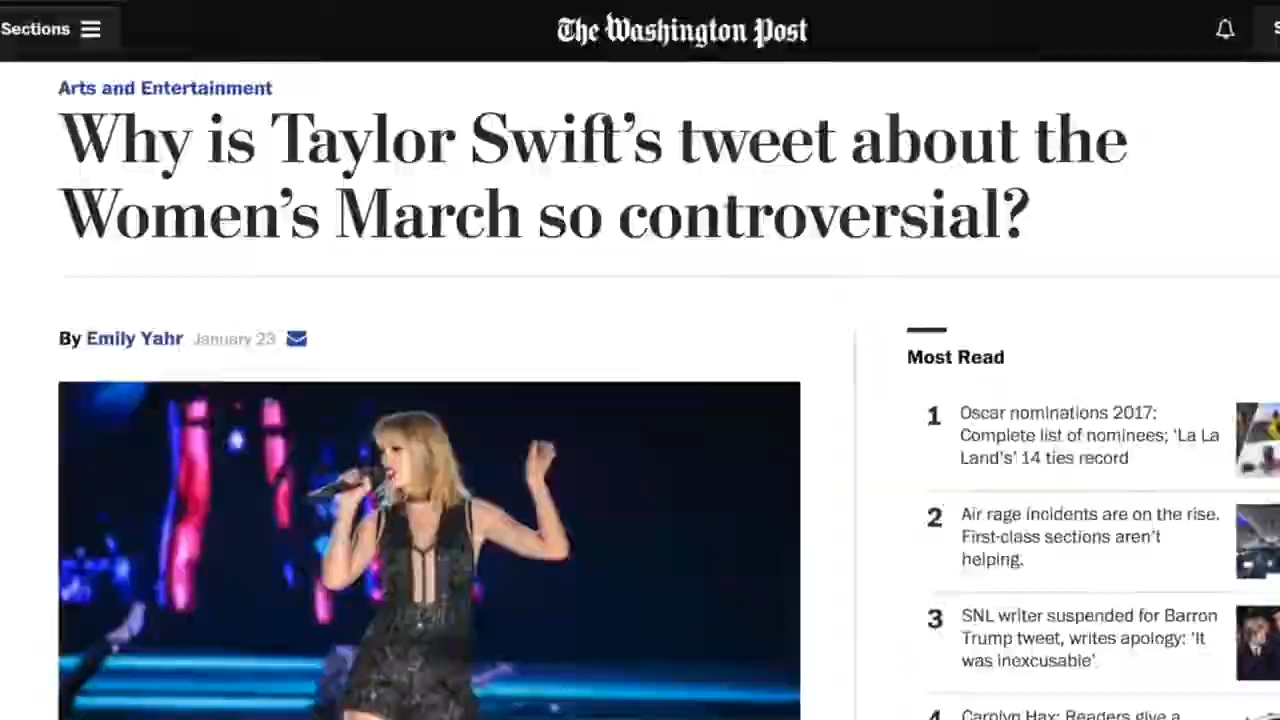 Sections
The Washington Post
Arts and Entertainment
Why is Taylor Swift's tweet about the
Women's March so controversial?
By Emily Yahr January 23
Most Read
1 Oscar nominations 2017:
Complete list of nominees; 'La La
Land's' 14 ties record
2 Air rage incidents are on the rise.
First-class sections aren't
helping.
3 SNL writer suspended for Barron
Trump tweet, writes apology: 'It
was inexcusable'
4 Carolyn Hax: Readers give a